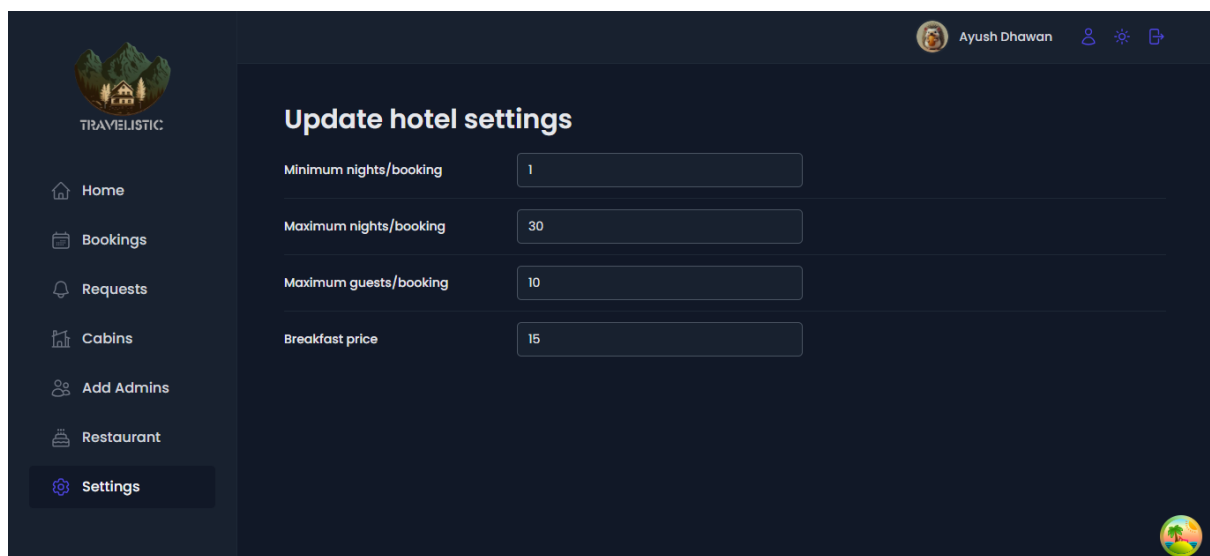 Ayush Dhawan
TRAVELISTIC
Home
Bookings
Requests
Cabins
Add Admins
Restaurant
Settings
Update hotel settings
Minimum nights/booking 1
Maximum nights/booking 30
Maximum guests/booking 10
Breakfast price 15